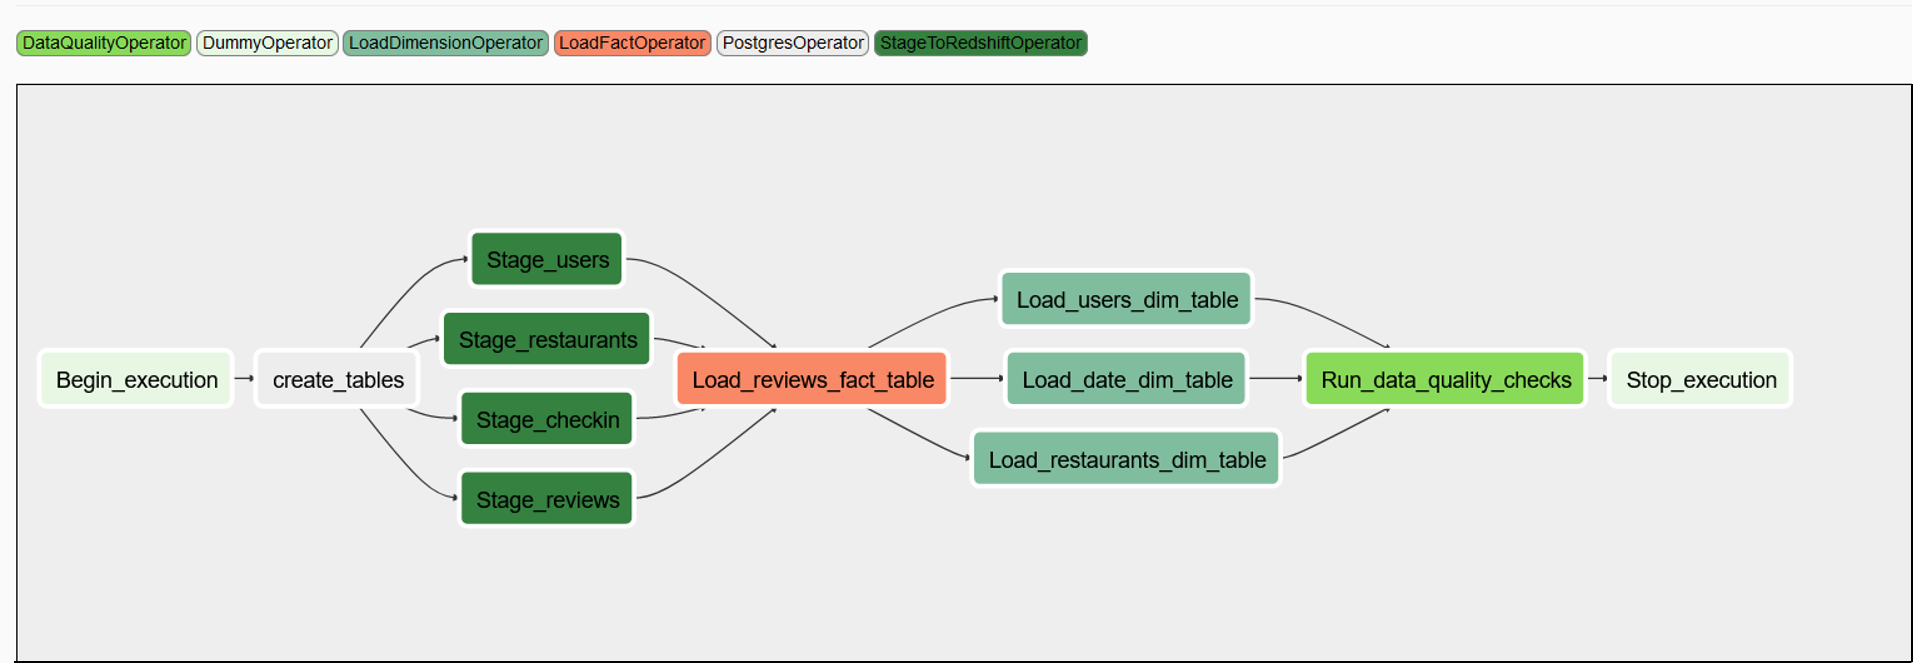 DataQualityOperator DummyOperator LoadDimensionOperator LoadFactOperator PostgresOperator StageToRedshiftOperator
Begin_execution
create_tables
Stage_users
Stage_restaurants
Stage_checkin
Stage_reviews
Load_reviews_fact_table
Load_users_dim_table
Load_date_dim_table
Load_restaurants_dim_table
Run_data_quality_checks
Stop_execution